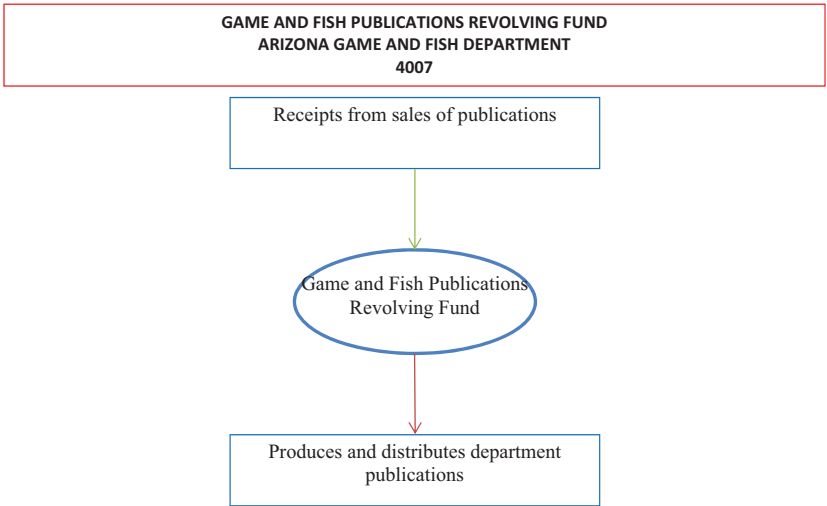 GAME AND FISH PUBLICATIONS REVOLVING FUND
ARIZONA GAME AND FISH DEPARTMENT
4007
Receipts from sales of publications
Game and Fish Publications
Revolving Fund
Produces and distributes department
publications